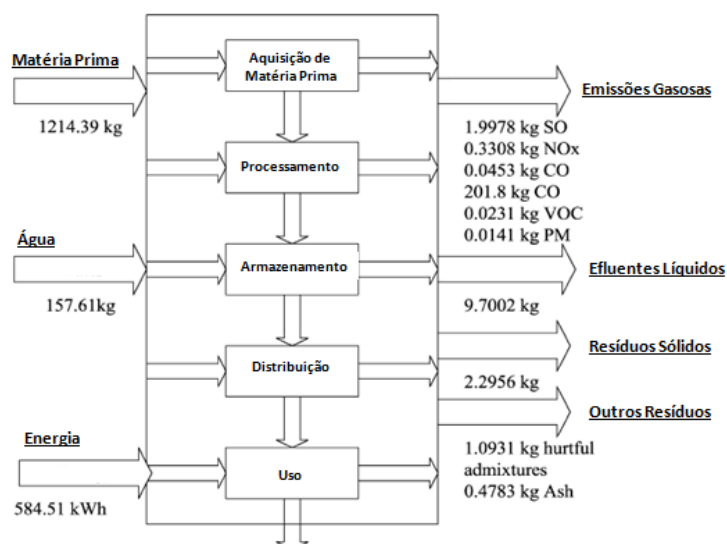 Matéria Prima
1214.39 kg
Água
157.61kg
Energia
584.51 kWh
Aquisição de
Matéria Prima
Processamento
Armazenamento
Distribuição
Uso
Emissões Gasosas
1.9978 kg SO
0.3308 kg NOx
0.0453 kg CO
201.8 kg CO
0.0231 kg VOC
0.0141 kg PM
Efluentes Líquidos
9.7002 kg
Resíduos Sólidos
2.2956 kg
Outros Resíduos
1.0931 kg hurtful
admixtures
0.4783 kg Ash